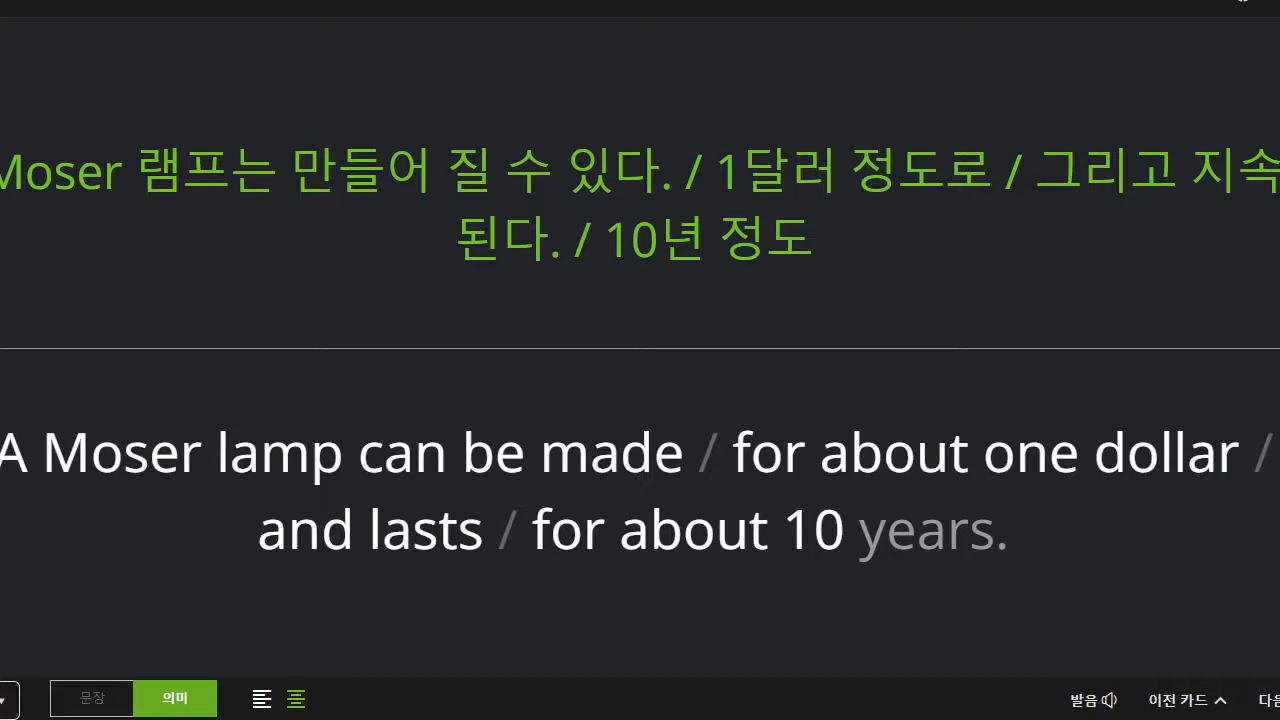 Moser 램프는 만들어 질 수 있다. / 1달러 정도로 / 그리고 지속
된다. / 10년 정도
A Moser lamp can be made / for about one dollar /
and lasts / for about 10 years.
문장 의미 발음 이전 카드 다음